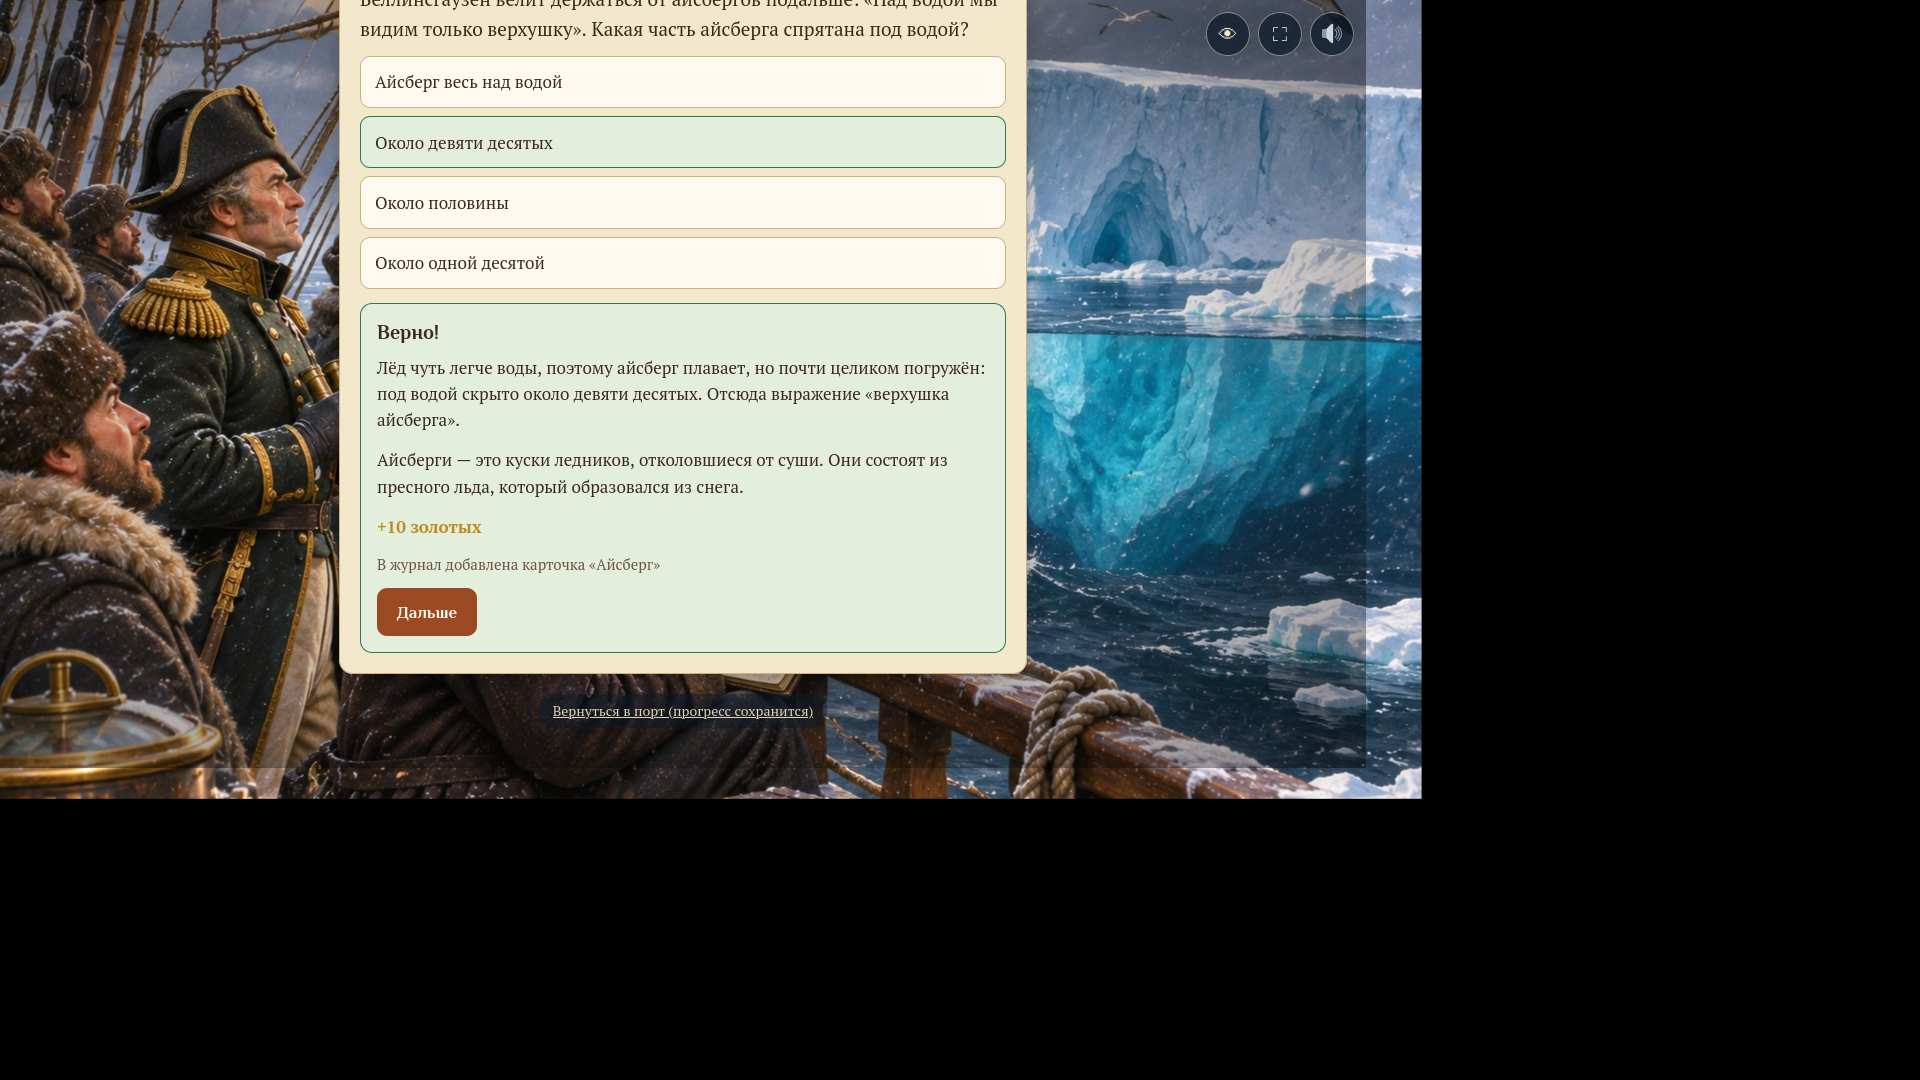 Беллинсгаузен велит держаться от айсбергов подальше: «Над водой мы
видим только верхушку». Какая часть айсберга спрятана под водой?
Айсберг весь над водой
Около девяти десятых
Около половины
Около одной десятой
Верно!
Лёд чуть легче воды, поэтому айсберг плавает, но почти целиком погружён:
под водой скрыто около девяти десятых. Отсюда выражение «верхушка
айсберга».
Айсберги — это куски ледников, отколовшиеся от суши. Они состоят из
пресного льда, который образовался из снега.
+10 золотых
В журнал добавлена карточка «Айсберг»
Дальше
Вернуться в порт (прогресс сохранится)